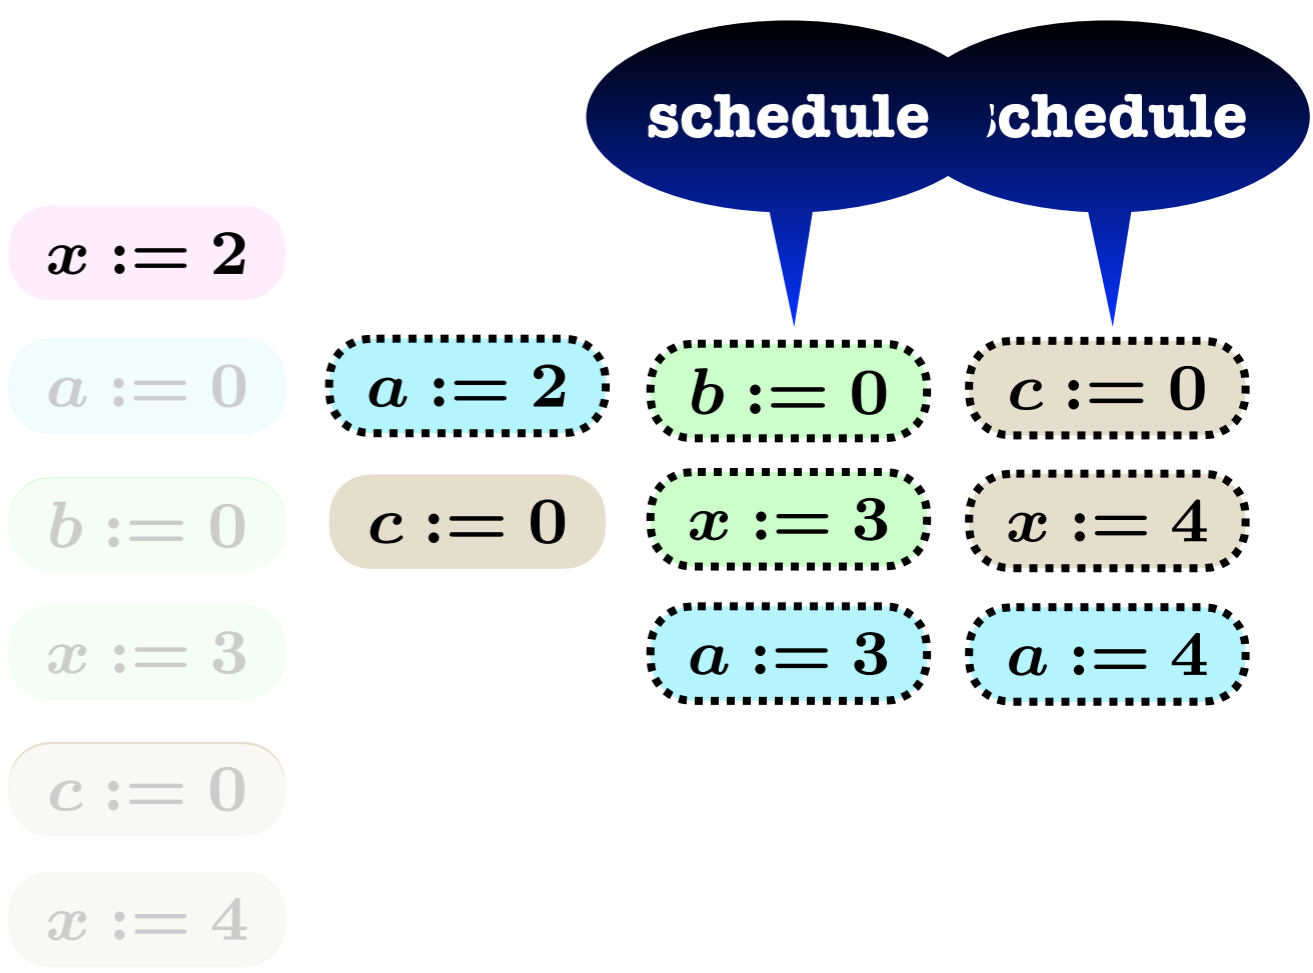 schedule schedule
x := 2
a := 0 a := 2 b := 0 c := 0
b := 0 c := 0 x := 3 x := 4
x := 3 a := 3 a := 4
c := 0
x := 4